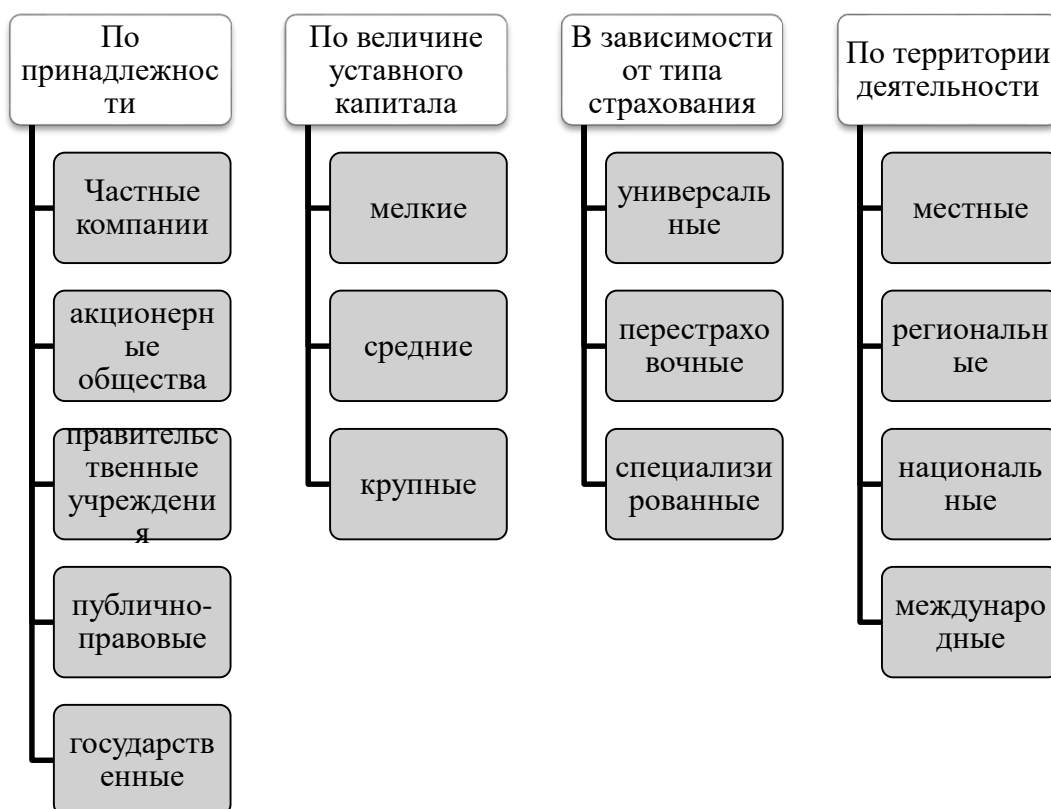 По
принадлежнос
ти
Частные
компании
акционерн
ые
общества
правительс
твенные
учреждени
я
публично-
правовые
государств
енные
По величине
уставного
капитала
мелкие
средние
крупные
В зависимости
от типа
страхования
универсаль
ные
перестрахо
вочные
специализи
рованные
По территории
деятельности
местные
региональн
ые
националь
ные
междунаро
дные